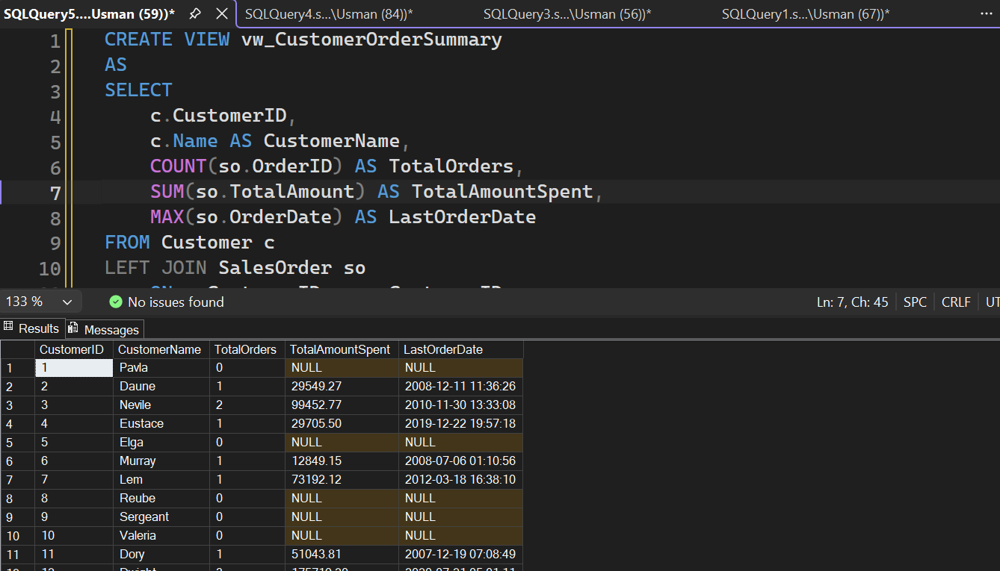 SQLQuery5....Usman (59))* SQLQuery4.s...\Usman (84))* SQLQuery3.s...\Usman (56))* SQLQuery1.s...\Usman (67))*
1 CREATE VIEW vw_CustomerOrderSummary
2 AS
3 SELECT
4 c.CustomerID,
5 c.Name AS CustomerName,
6 COUNT(so.OrderID) AS TotalOrders,
7 SUM(so.TotalAmount) AS TotalAmountSpent,
8 MAX(so.OrderDate) AS LastOrderDate
9 FROM Customer c
10 LEFT JOIN SalesOrder so
133 % No issues found Ln: 7, Ch: 45 SPC CRLF UT
Results Messages
CustomerID CustomerName TotalOrders TotalAmountSpent LastOrderDate
1 1 Pavla 0 NULL NULL
2 2 Daune 1 29549.27 2008-12-11 11:36:26
3 3 Nevile 2 99452.77 2010-11-30 13:33:08
4 4 Eustace 1 29705.50 2019-12-22 19:57:18
5 5 Elga 0 NULL NULL
6 6 Murray 1 12849.15 2008-07-06 01:10:56
7 7 Lem 1 73192.12 2012-03-18 16:38:10
8 8 Reube 0 NULL NULL
9 9 Sergeant 0 NULL NULL
10 10 Valeria 0 NULL NULL
11 11 Dory 1 51043.81 2007-12-19 07:08:49